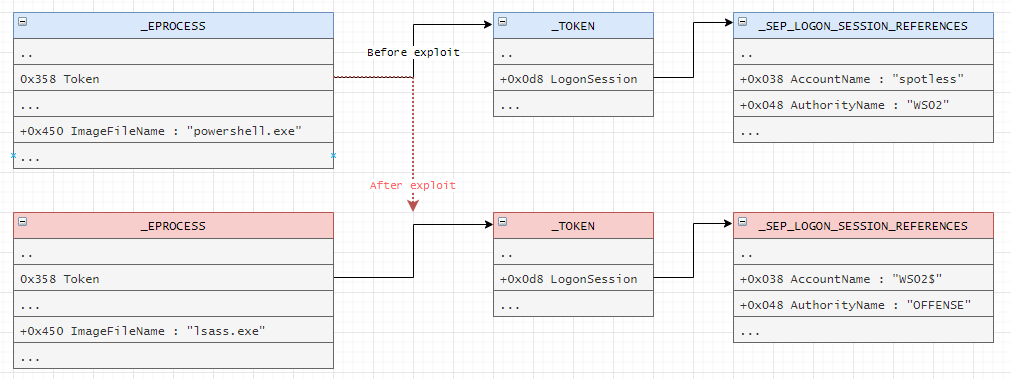 _EPROCESS
..
0x358 Token
...
+0x450 ImageFileName : "powershell.exe"
...
Before exploit
After exploit
_TOKEN
..
+0x0d8 LogonSession
...
_SEP_LOGON_SESSION_REFERENCES
..
+0x038 AccountName : "spotless"
+0x048 AuthorityName : "WS02"
...
_EPROCESS
..
0x358 Token
...
+0x450 ImageFileName : "lsass.exe"
...
_TOKEN
..
+0x0d8 LogonSession
...
_SEP_LOGON_SESSION_REFERENCES
..
+0x038 AccountName : "WS02$"
+0x048 AuthorityName : "OFFENSE"
...